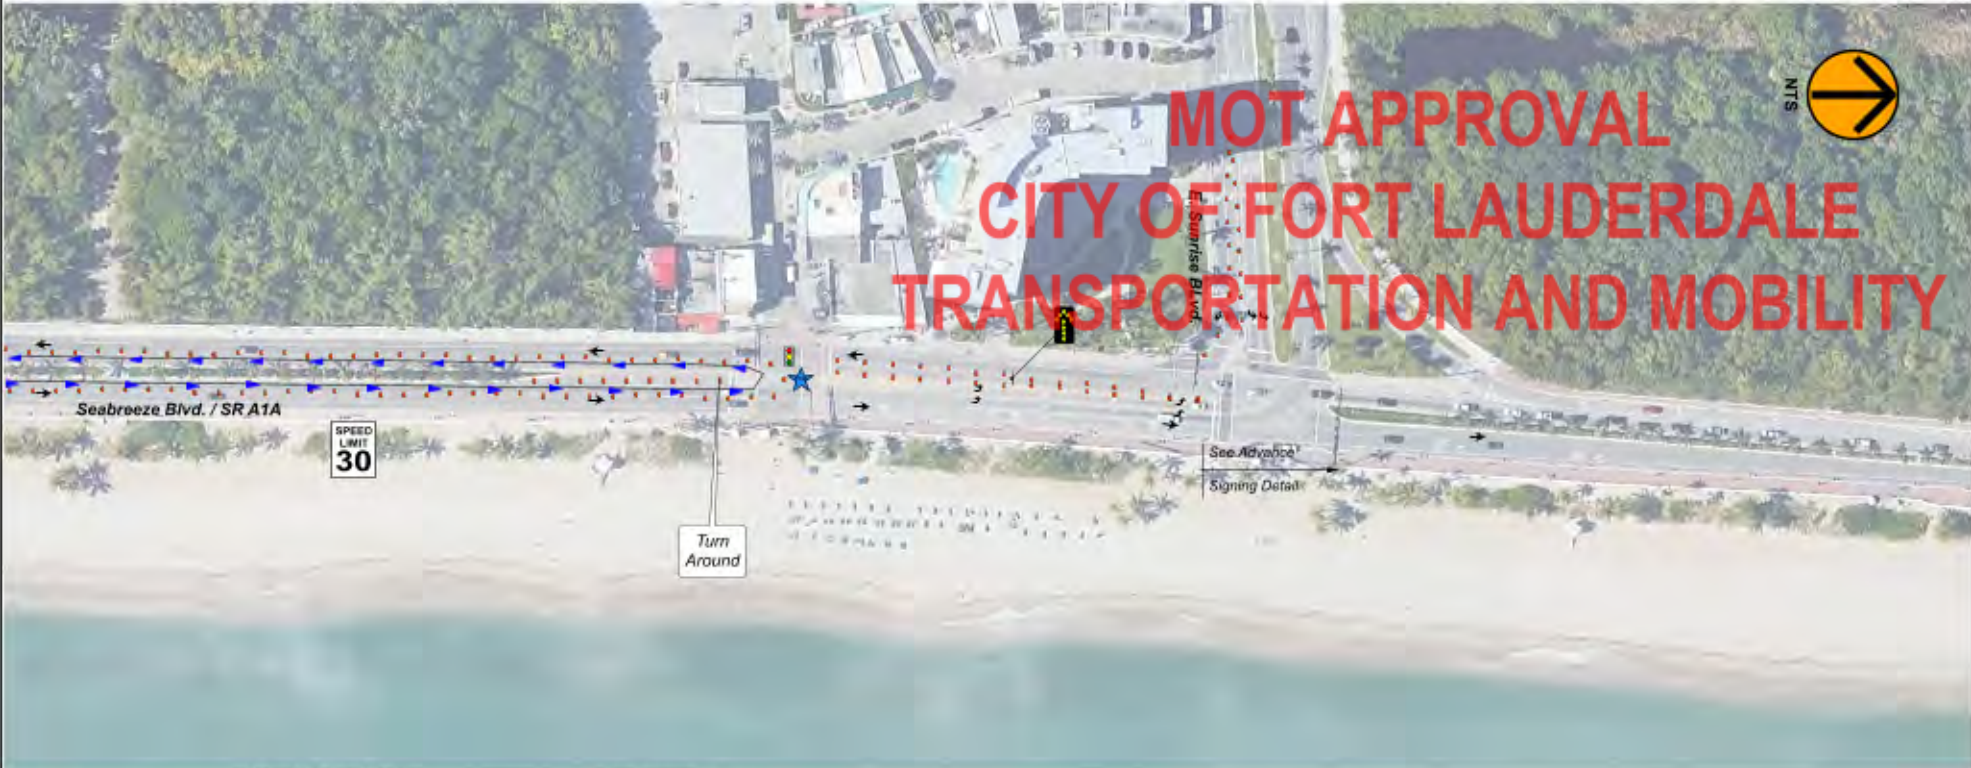 NTS
MOT APPROVAL
CITY OF FORT LAUDERDALE
TRANSPORTATION AND MOBILITY
E. Sunrise BLvd.
Seabreeze Blvd. / SR A1A
SPEED
LIMIT
30
See Advance
Signing Detail
Turn
Around